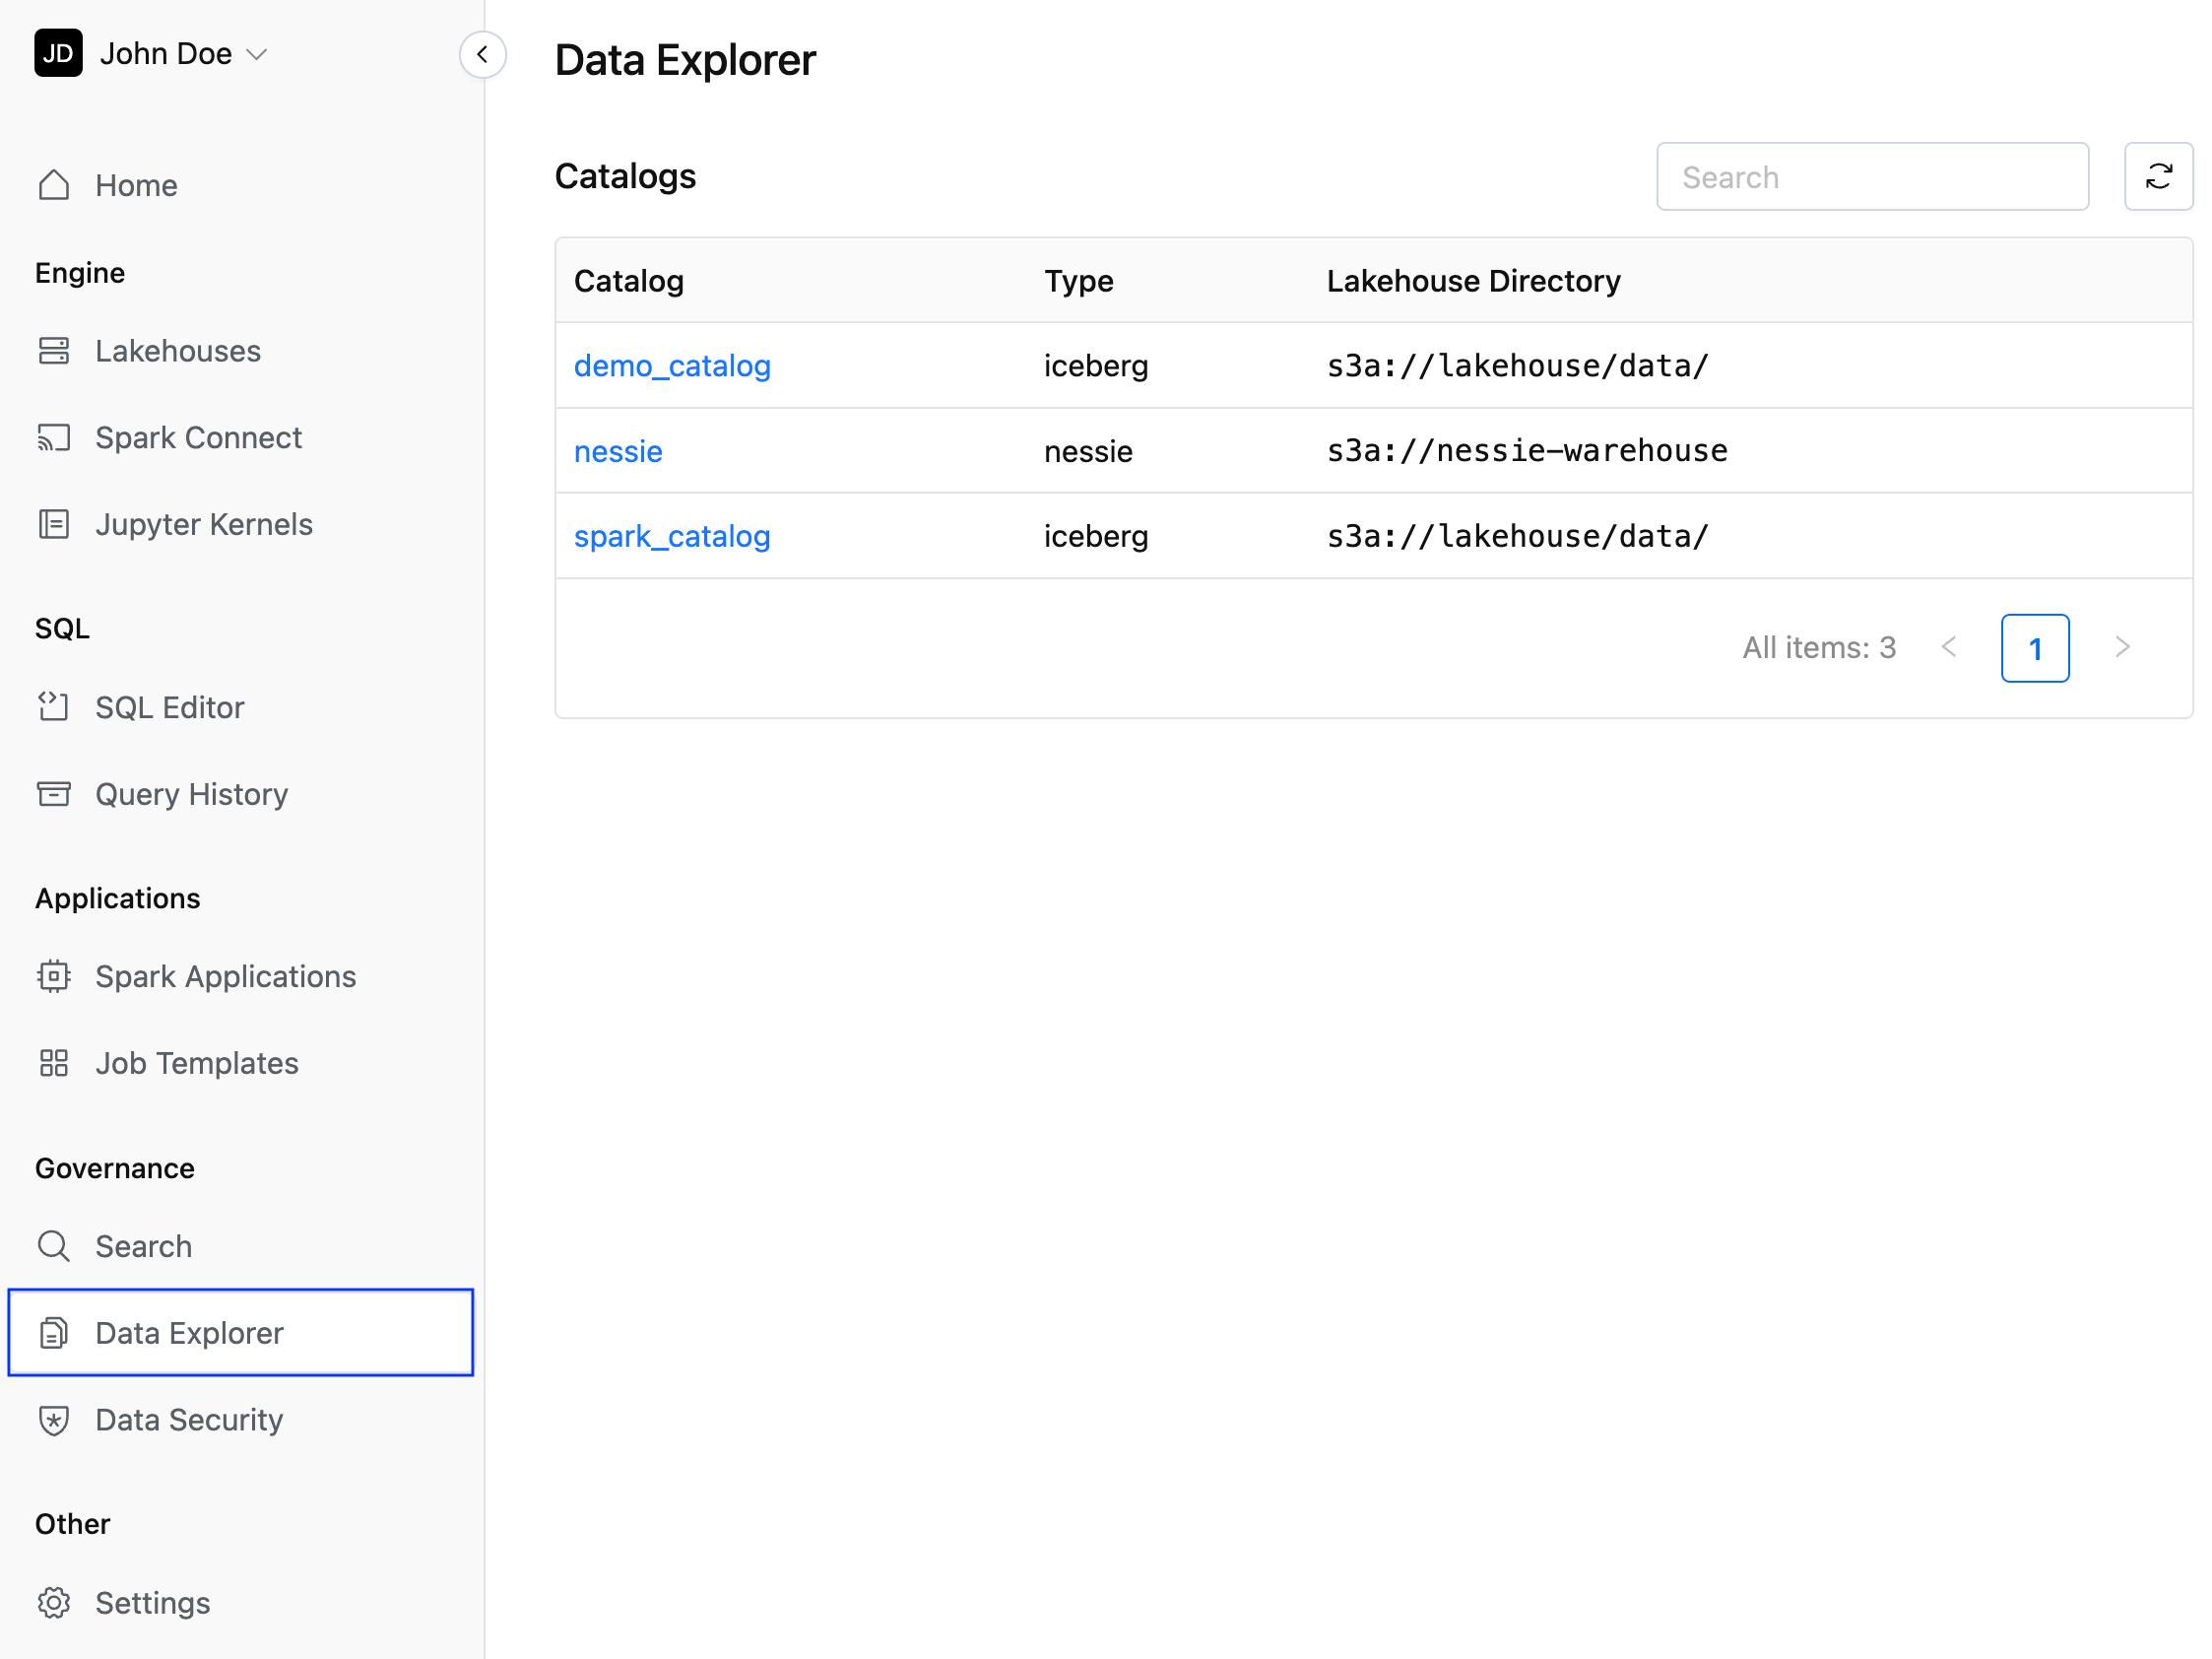 JD John Doe
Home
Engine
Lakehouses
Spark Connect
Jupyter Kernels
SQL
SQL Editor
Query History
Applications
Spark Applications
Job Templates
Governance
Search
Data Explorer
Data Security
Other
Settings
Data Explorer
Catalogs
Search
Catalog Type Lakehouse Directory
demo_catalog iceberg s3a://lakehouse/data/
nessie nessie s3a://nessie-warehouse
spark_catalog iceberg s3a://lakehouse/data/
All items: 3 < 1 >